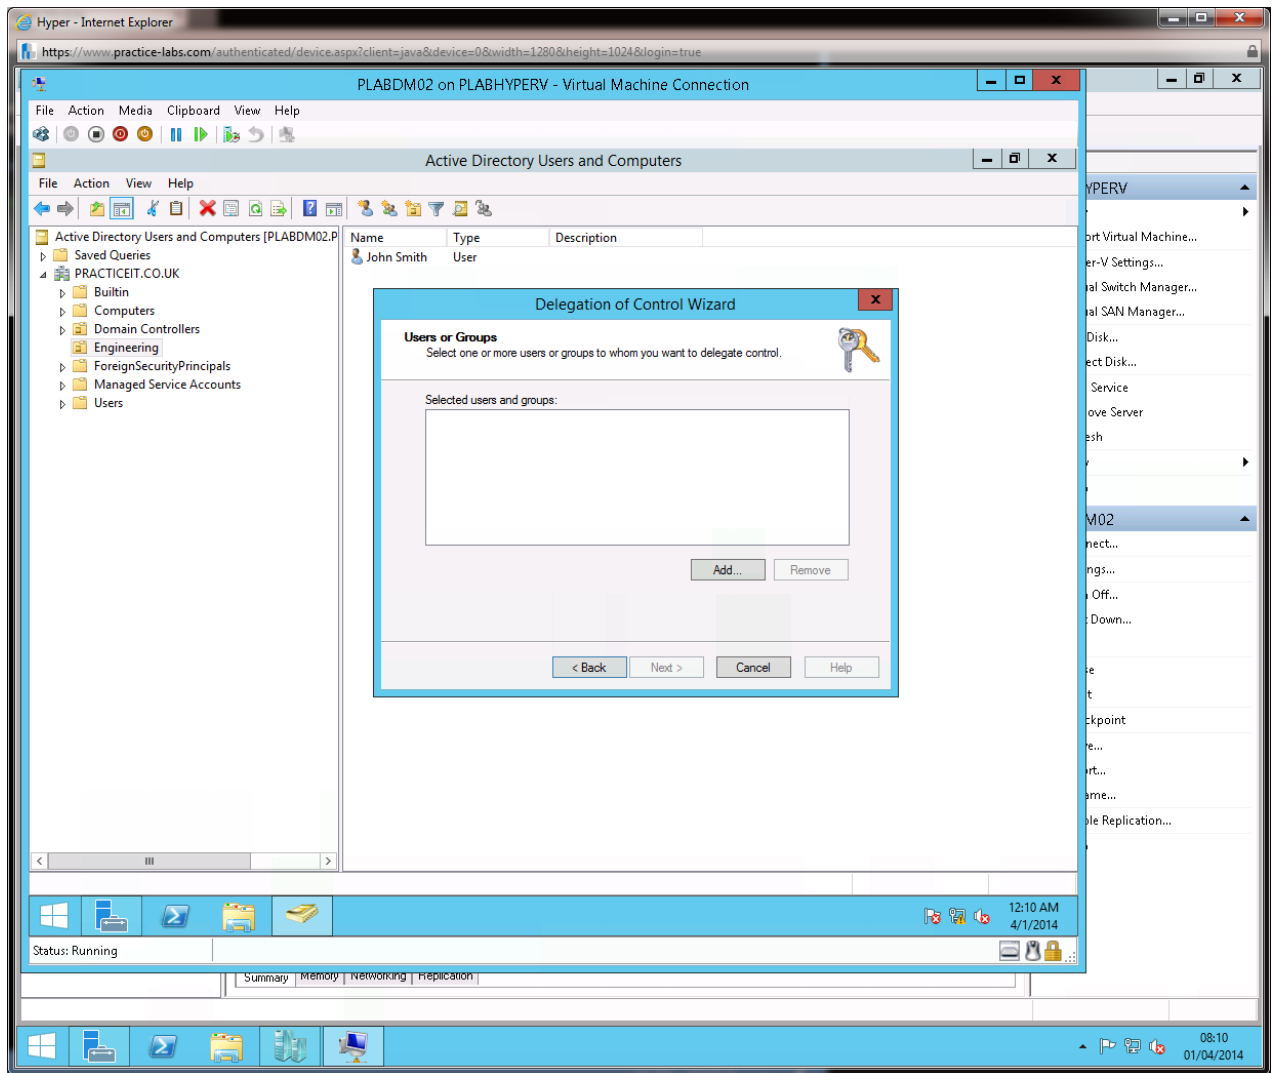 Hyper - Internet Explorer
https://www.practice-labs.com/authenticated/device.aspx?client=java&device=0&width=1280&height=1024&login=true
PLABDM02 on PLABHYPERV - Virtual Machine Connection
File Action Media Clipboard View Help
Active Directory Users and Computers
File Action View Help
Active Directory Users and Computers [PLABDM02.P
Saved Queries
PRACTICEIT.CO.UK
Builtin
Computers
Domain Controllers
Engineering
ForeignSecurityPrincipals
Managed Service Accounts
Users
Name Type Description
John Smith User
Delegation of Control Wizard
Users or Groups
Select one or more users or groups to whom you want to delegate control.
Selected users and groups:
Add... Remove
< Back Next > Cancel Help
YPERV
ort Virtual Machine...
er-V Settings...
ual Switch Manager...
ual SAN Manager...
Disk...
ect Disk...
Service
ove Server
esh
M02
nect...
ngs...
Off...
Down...
se
t
ckpoint
e...
ort...
ame...
ble Replication...
12:10 AM
4/1/2014
Status: Running
Summary Memory Networking Replication
08:10
01/04/2014